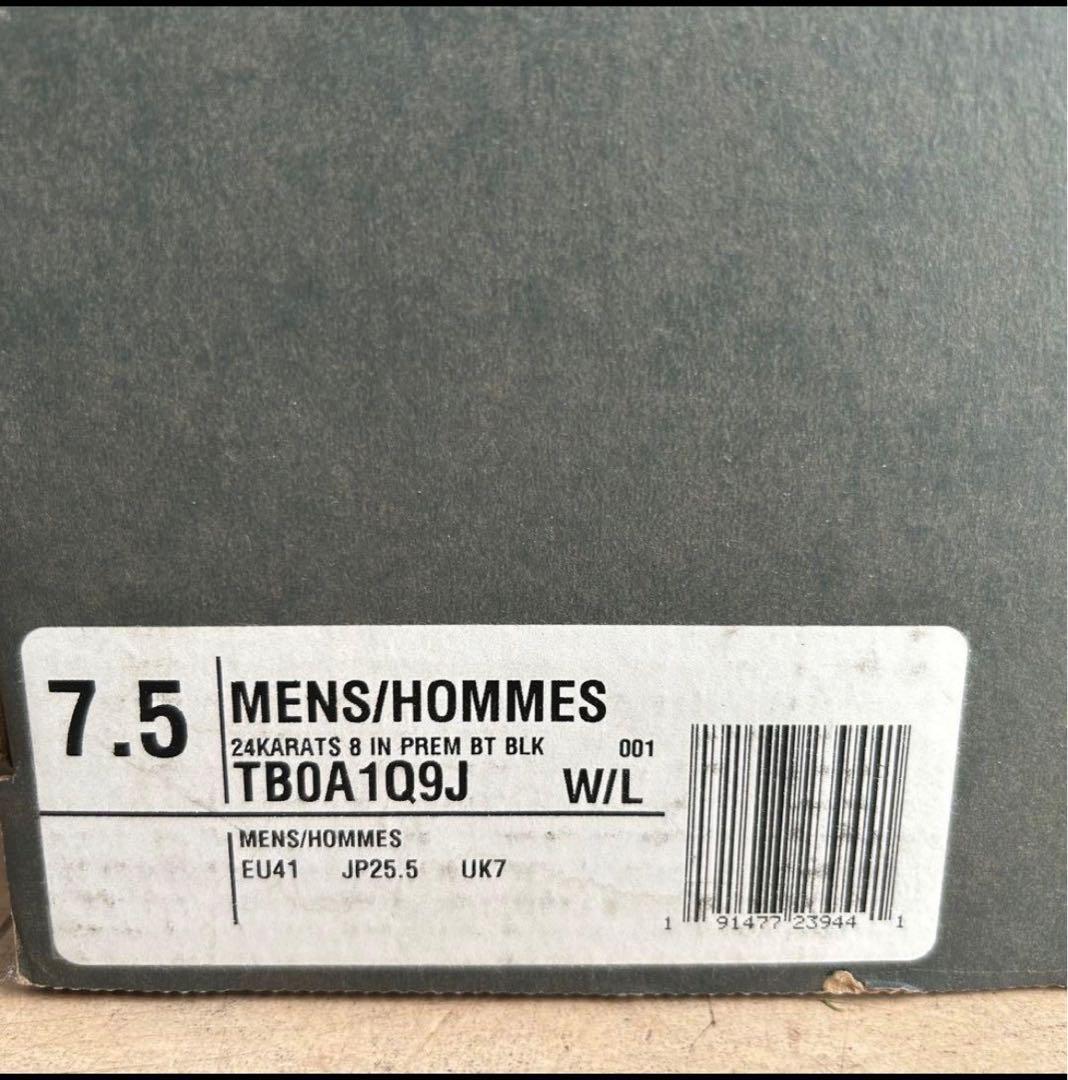 7.5
MENS/HOMMES
24KARATS 8 IN PREM BT BLK 001
TB0A1Q9J W/L
MENS/HOMMES
EU41 JP25.5 UK7
1 91477 23944 1